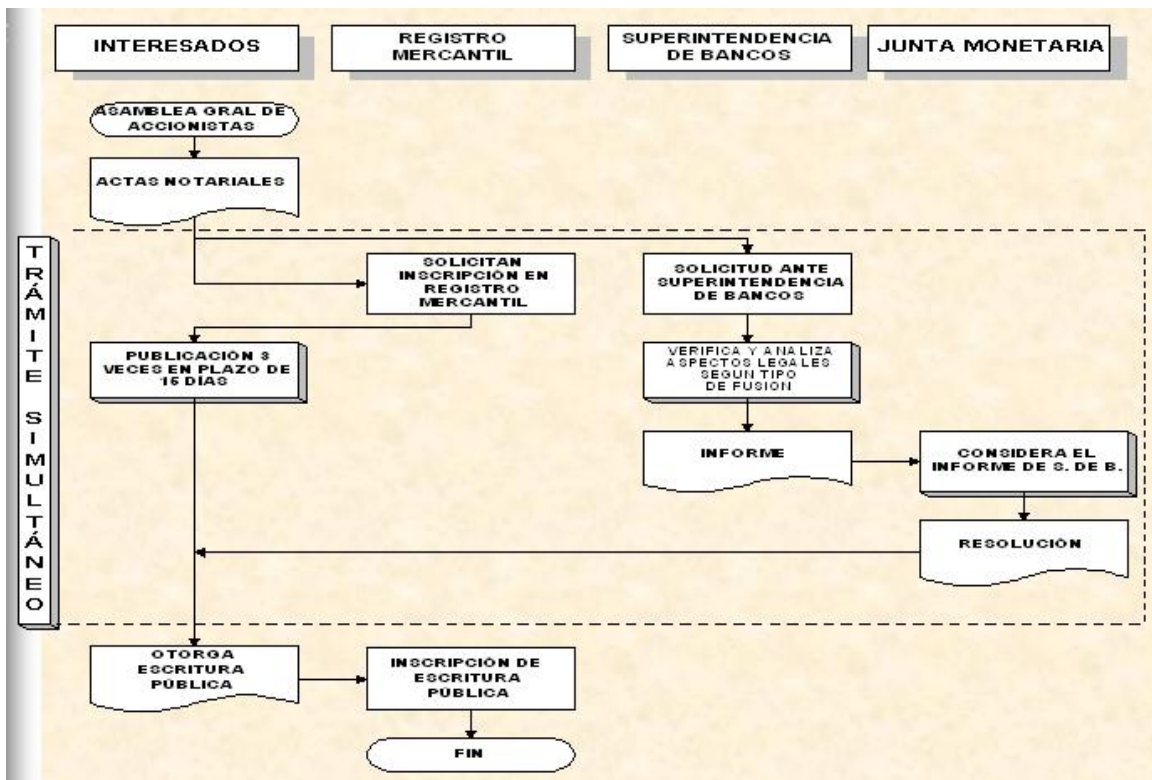 INTERESADOS
REGISTRO
MERCANTIL
SUPERINTENDENCIA
DE BANCOS
JUNTA MONETARIA
ASAMBLEA GRAL DE
ACCIONISTAS
ACTAS NOTARIALES
TRÁMITE SIMULTÁNEO
SOLICITAN
INSCRIPCIÓN EN
REGISTRO
MERCANTIL
SOLICITUD ANTE
SUPERINTENDENCIA
DE BANCOS
PUBLICACIÓN 3
VECES EN PLAZO DE
15 DÍAS
VERIFICA Y ANALIZA
ASPECTOS LEGALES
SEGUN TIPO
DE FUSION
INFORME
CONSIDERA EL
INFORME DE S. DE B.
RESOLUCIÓN
OTORGA
ESCRITURA
PÚBLICA
INSCRIPCIÓN DE
ESCRITURA
PÚBLICA
FIN